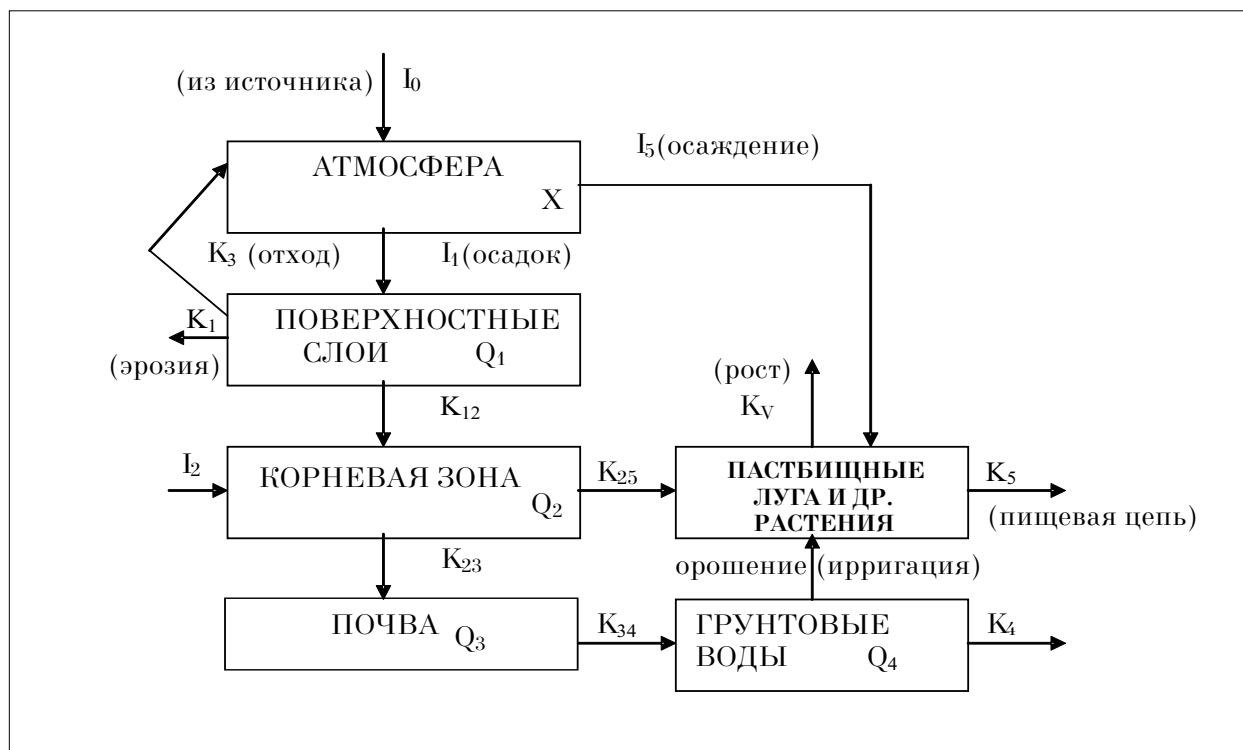 (из источника) I₀
I₅(осаждение)
АТМОСФЕРА
X
K₃ (отход) I₁(осадок)
K₁
(эрозия)
ПОВЕРХНОСТНЫЕ
СЛОИ Q₁
(рост)
K₁₂
Kᵥ
I₂
КОРНЕВАЯ ЗОНА
Q₂
K₂₅
ПАСТБИЩНЫЕ
ЛУГА И ДР.
РАСТЕНИЯ
K₅
(пищевая цепь)
K₂₃
орошение (ирригация)
ПОЧВА Q₃
K₃₄
ГРУНТОВЫЕ
ВОДЫ Q₄
K₄